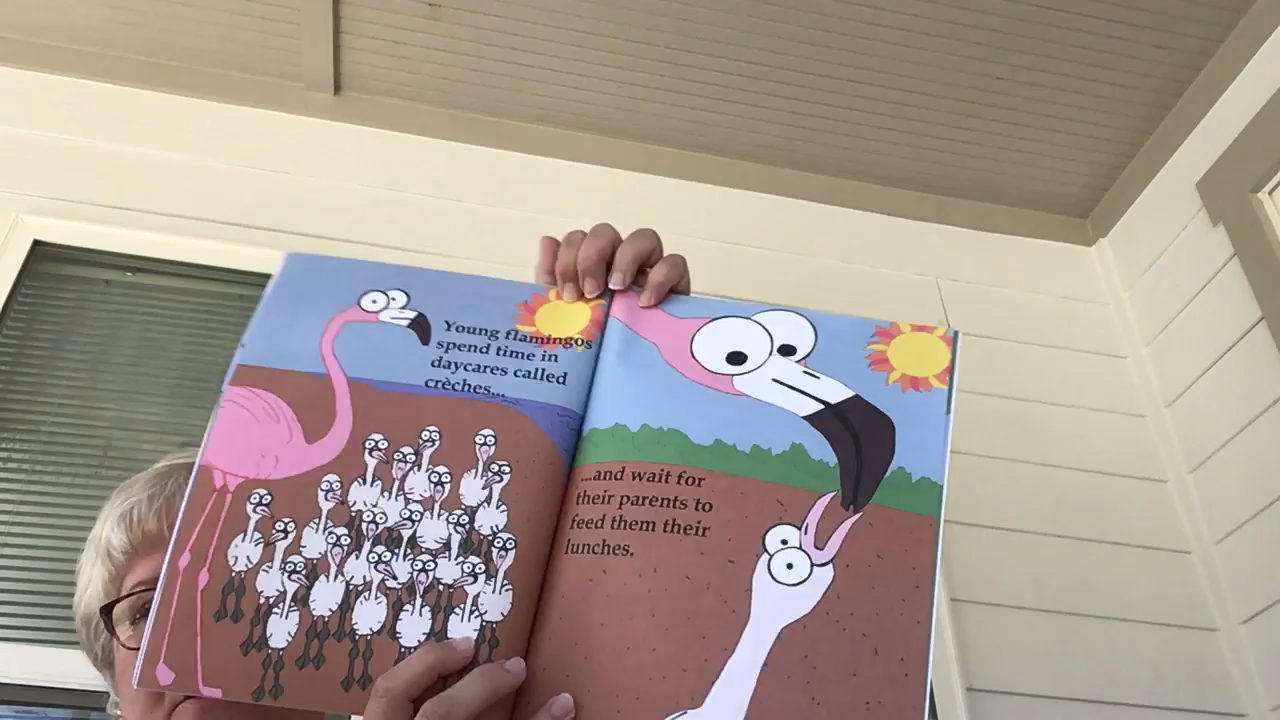 Young flamingos
spend time in
daycares called
crèches...
...and wait for
their parents to
feed them their
lunches.